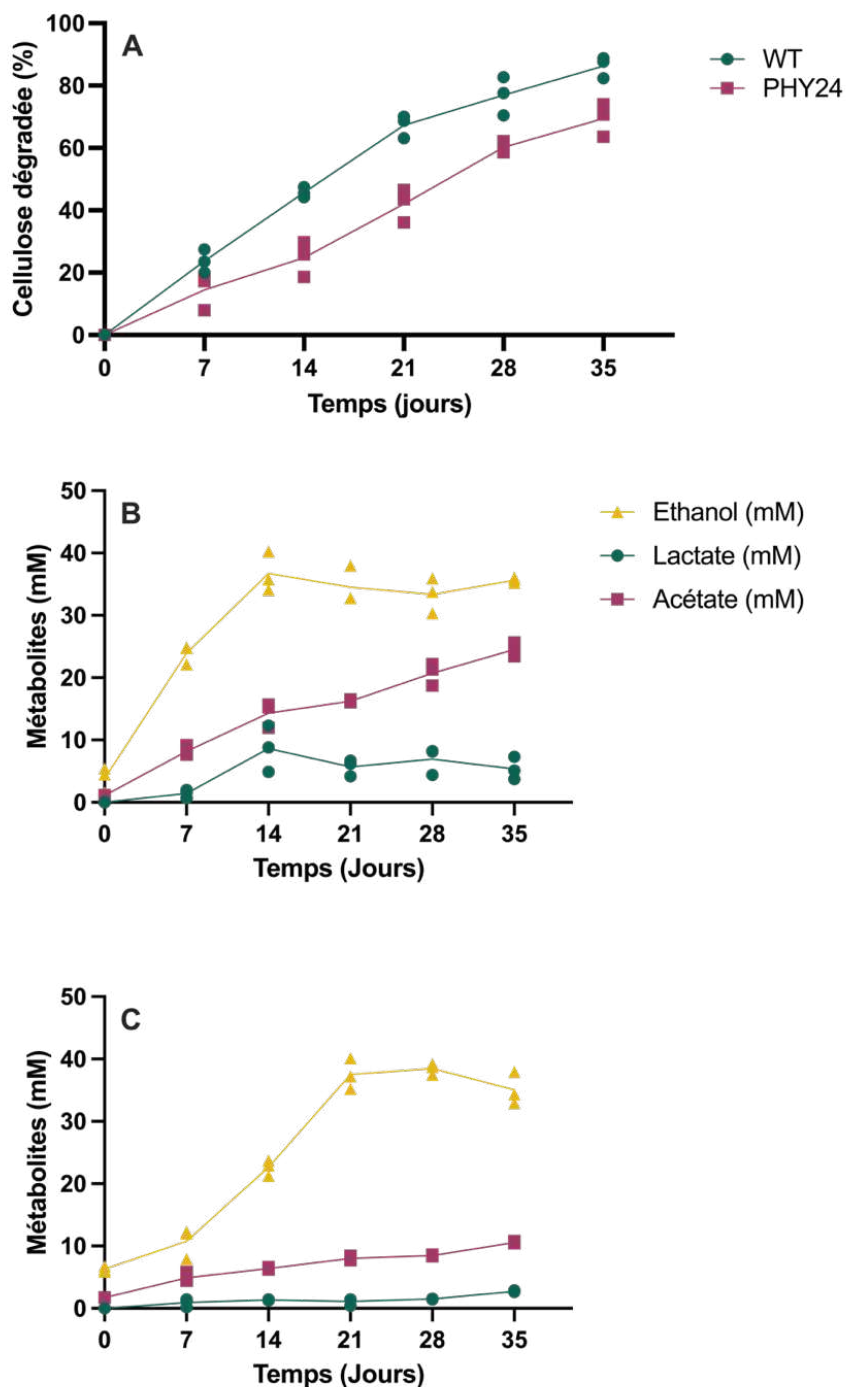 A
100
80
60
40
20
0
Cellulose dégradée (%)
0 7 14 21 28 35
Temps (jours)
WT
PHY24
B
50
40
30
20
10
0
Métabolites (mM)
0 7 14 21 28 35
Temps (Jours)
Ethanol (mM)
Lactate (mM)
Acétate (mM)
C
50
40
30
20
10
0
Métabolites (mM)
0 7 14 21 28 35
Temps (Jours)